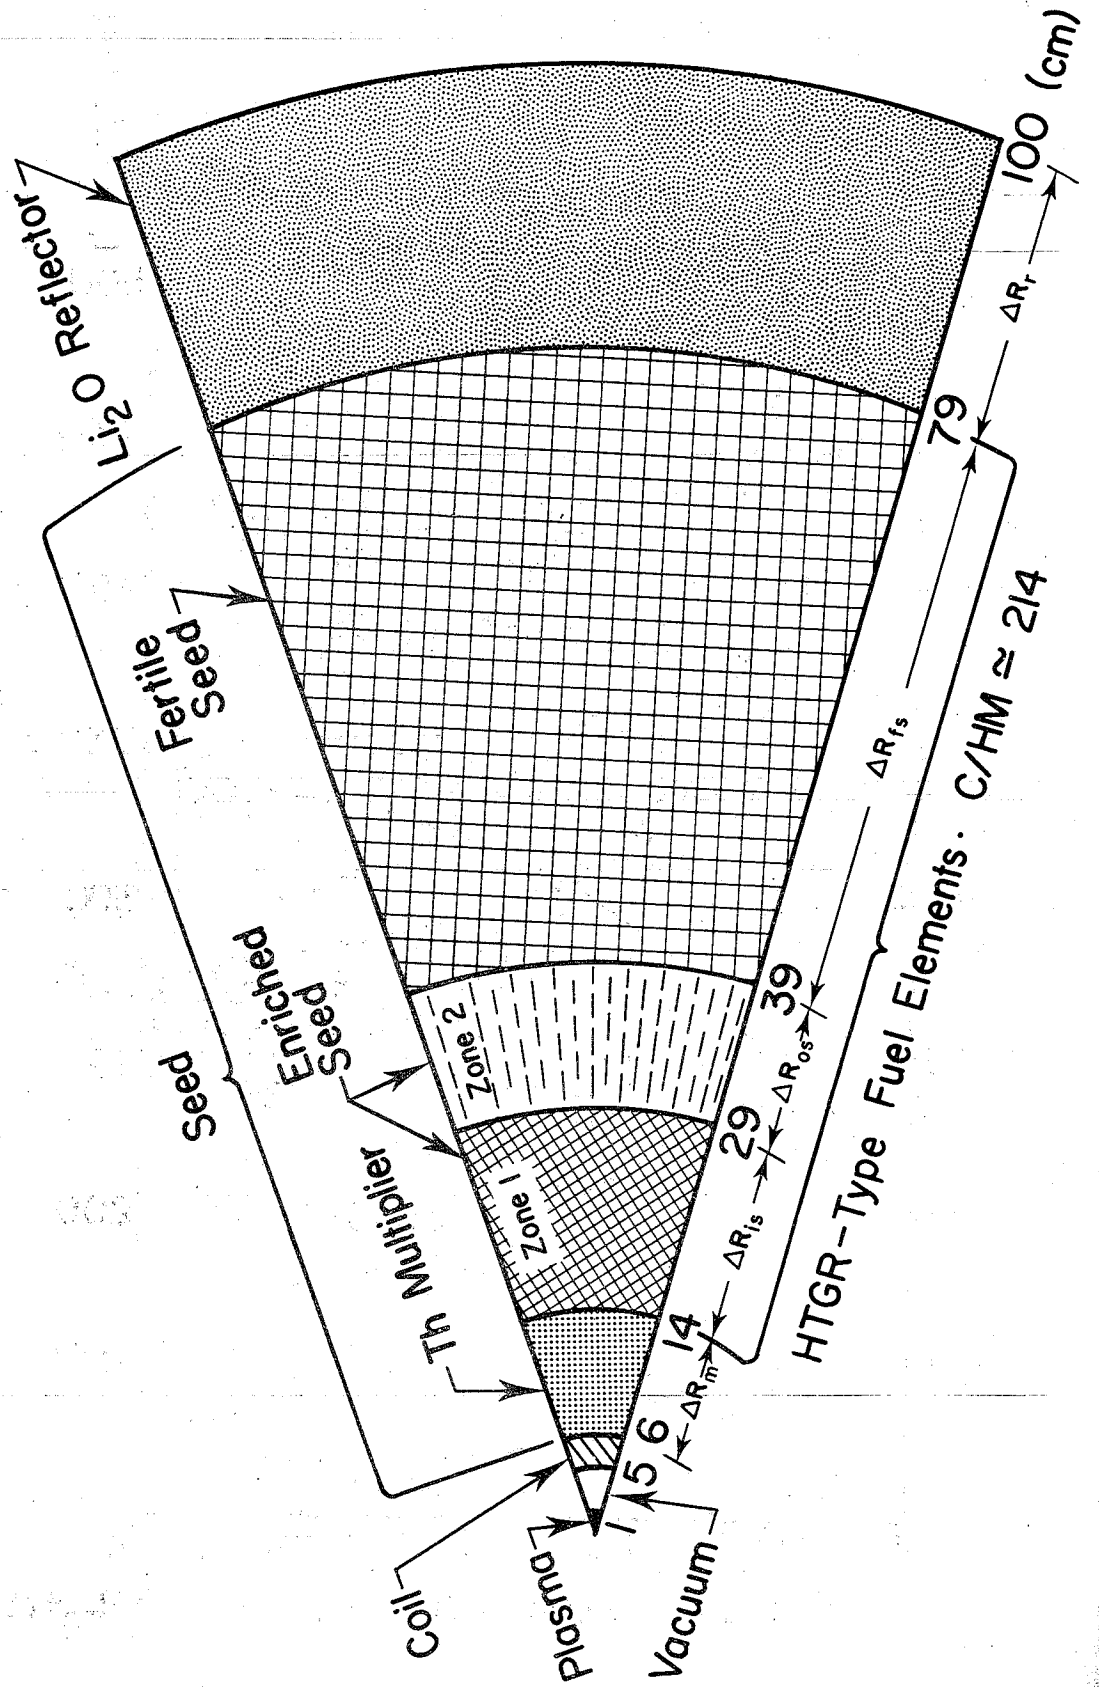 Seed
Li2O Reflector
Fertile
Seed
Enriched
Seed
Th Multiplier
Coil
Plasma
Vacuum
Zone 1
Zone 2
1
5
6
14
29
39
79
100 (cm)
ΔRm
ΔRis
ΔRos
ΔRfs
ΔRr
HTGR-Type Fuel Elements. C/HM ≃ 214